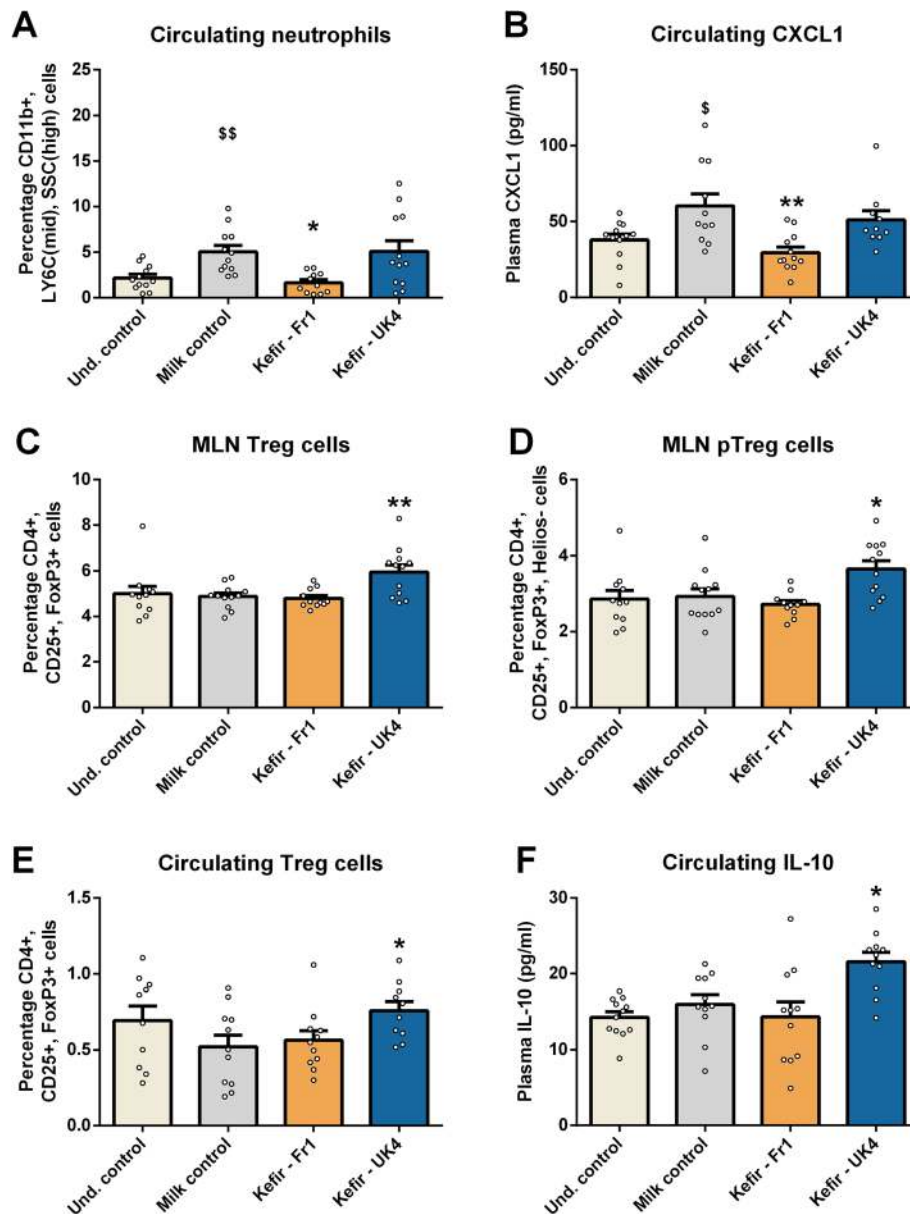 A
Circulating neutrophils
Percentage CD11b+,
LY6C(mid), SSC(high) cells
25
20
15
10
5
0
$$
*
Und. control
Milk control
Kefir - Fr1
Kefir - UK4
B
Circulating CXCL1
Plasma CXCL1 (pg/ml)
150
100
50
0
$
**
Und. control
Milk control
Kefir - Fr1
Kefir - UK4
C
MLN Treg cells
Percentage CD4+,
CD25+, FoxP3+ cells
10
8
6
4
2
0
**
Und. control
Milk control
Kefir - Fr1
Kefir - UK4
D
MLN pTreg cells
Percentage CD4+,
CD25+, FoxP3+, Helios- cells
6
4
2
0
*
Und. control
Milk control
Kefir - Fr1
Kefir - UK4
E
Circulating Treg cells
Percentage CD4+,
CD25+, FoxP3+ cells
1.5
1.0
0.5
0.0
*
Und. control
Milk control
Kefir - Fr1
Kefir - UK4
F
Circulating IL-10
Plasma IL-10 (pg/ml)
30
20
10
0
*
Und. control
Milk control
Kefir - Fr1
Kefir - UK4